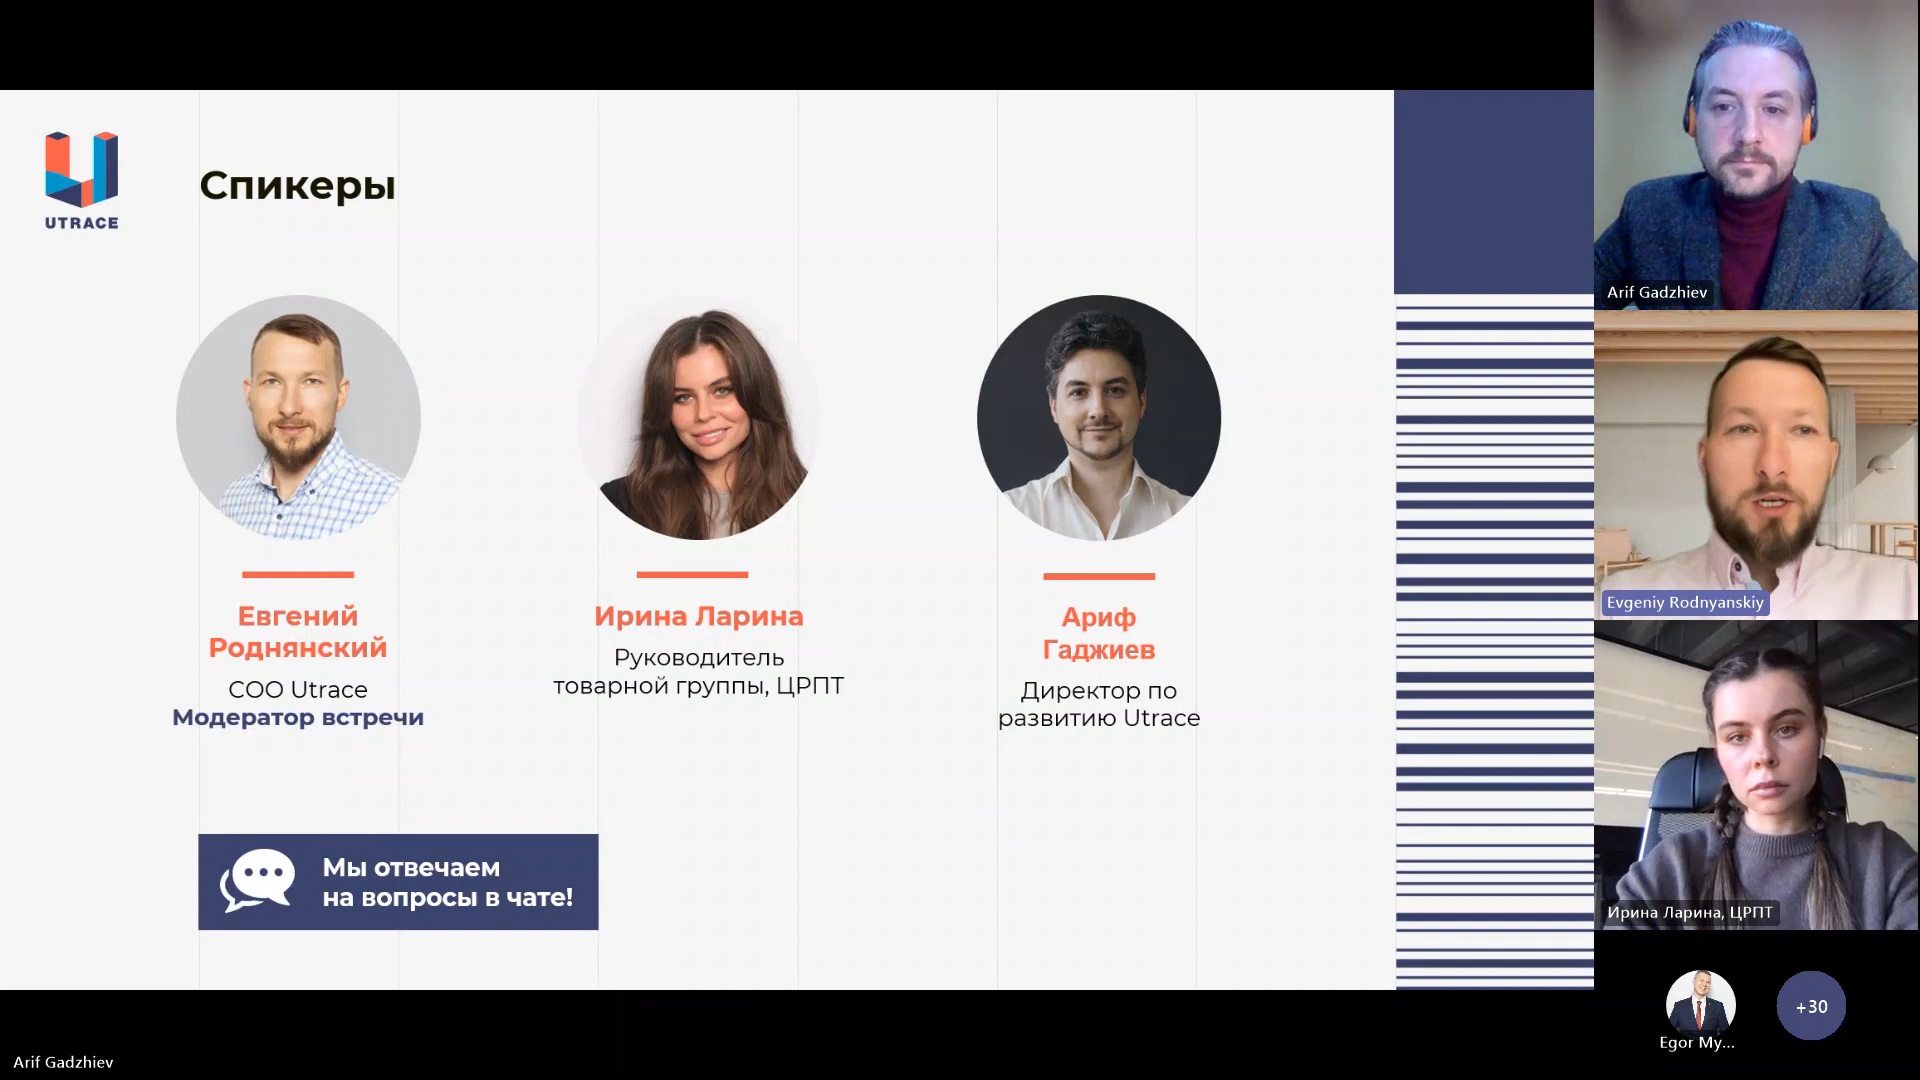 UTRACE
Спикеры
Евгений
Роднянский
COO Utrace
Модератор встречи
Ирина Ларина
Руководитель
товарной группы, ЦРПТ
Ариф
Гаджиев
Директор по
развитию Utrace
Мы отвечаем
на вопросы в чате!
Arif Gadzhiev
Evgeniy Rodnyanskiy
Ирина Ларина, ЦРПТ
Egor My...
+30
Arif Gadzhiev